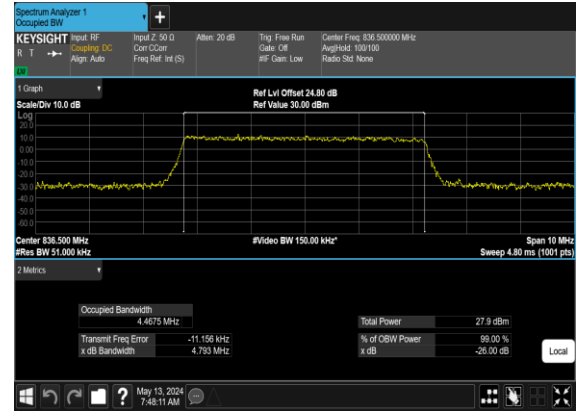 Spectrum Analyzer 1
Occupied BW
KEYSIGHT Input: RF Input Z: 50 Ω Atten: 20 dB Trig: Free Run Center Freq: 836.500000 MHz
R T Coupling: DC Corr CCorr Gate: Off Avg|Hold: 100/100
Align: Auto Freq Ref: Int (S) #IF Gain: Low Radio Std: None
LV
1 Graph
Ref Lvl Offset 24.80 dB
Scale/Div 10.0 dB Ref Value 30.00 dBm
Log
20.0
10.0
0.00
-10.0
-20.0
-30.0
-40.0
-50.0
-60.0
Center 836.500 MHz #Video BW 150.00 kHz* Span 10 MHz
#Res BW 51.000 kHz Sweep 4.80 ms (1001 pts)
2 Metrics
Occupied Bandwidth
4.4675 MHz Total Power 27.9 dBm
Transmit Freq Error -11.156 kHz % of OBW Power 99.00 %
x dB Bandwidth 4.793 MHz x dB -26.00 dB
Local
May 13, 2024
7:48:11 AM